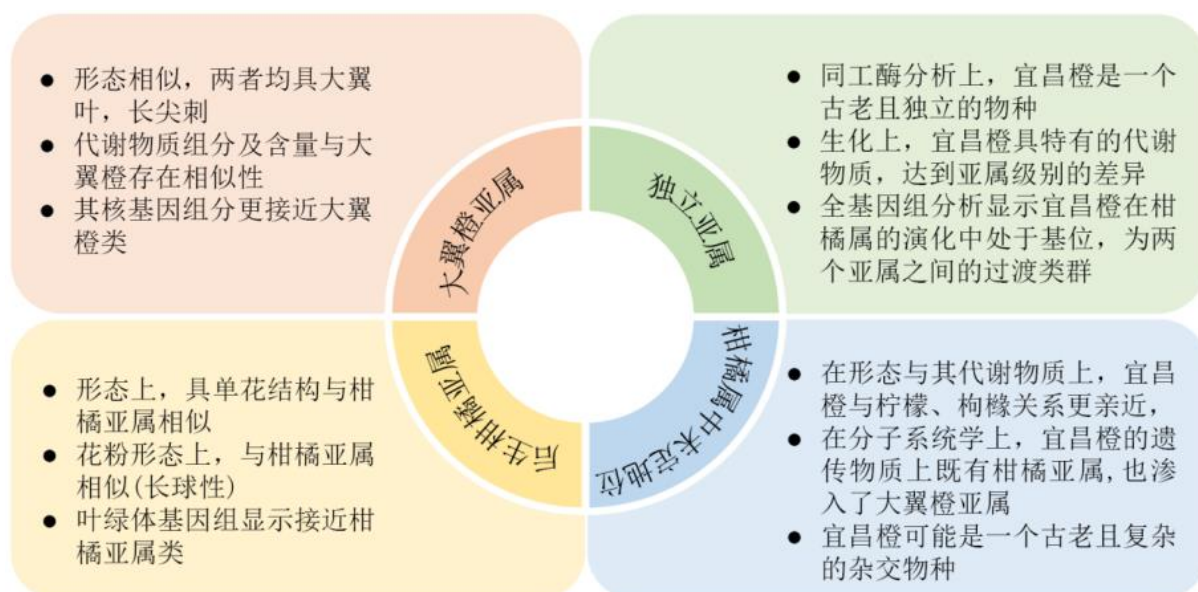 ● 形态相似，两者均具大翼
叶，长尖刺
● 代谢物质组分及含量与大
翼橙存在相似性
● 其核基因组分更接近大翼
橙类
大翼橙亚属
● 同工酶分析上，宜昌橙是一个
古老且独立的物种
● 生化上，宜昌橙具特有的代谢
物质，达到亚属级别的差异
● 全基因组分析显示宜昌橙在柑
橘属的演化中处于基位，为两
个亚属之间的过渡类群
独立亚属
● 形态上，具单花结构与柑
橘亚属相似
● 花粉形态上，与柑橘亚属
相似(长球性)
● 叶绿体基因组显示接近柑
橘亚属类
后生柑橘亚属
● 在形态与其代谢物质上，宜昌
橙与柠檬、枸橼关系更亲近，
● 在分子系统学上，宜昌橙的遗
传物质上既有柑橘亚属,也渗
入了大翼橙亚属
● 宜昌橙可能是一个古老且复杂
的杂交物种
柑橘属中未定地位